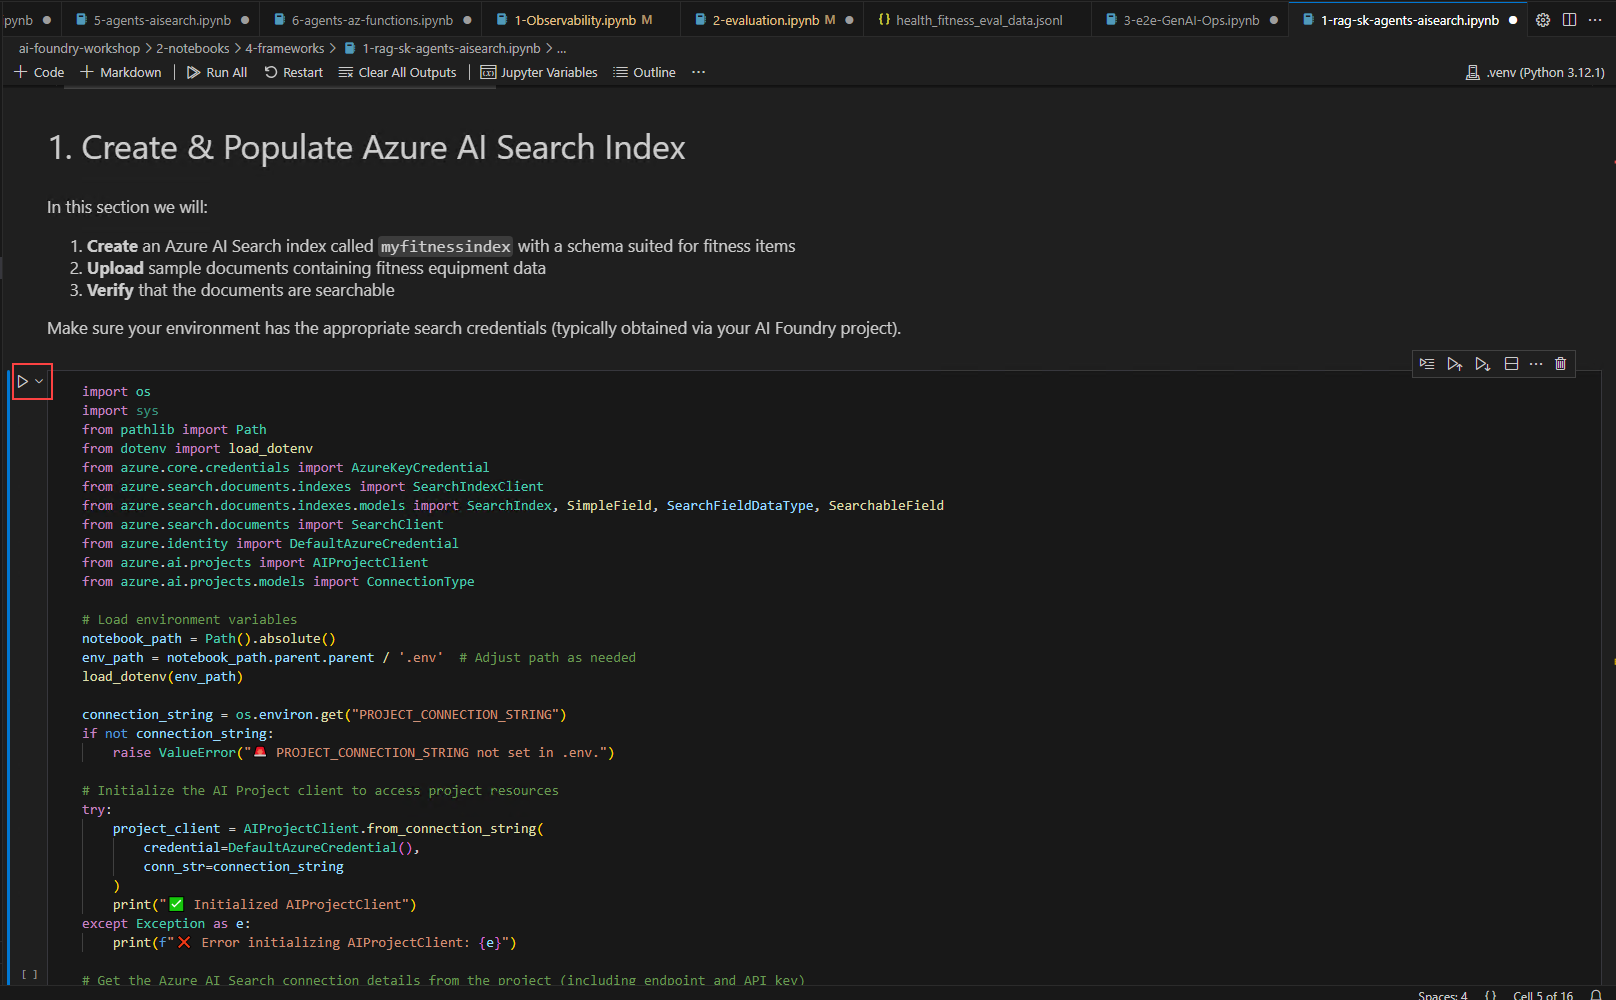 pynb
5-agents-aisearch.ipynb
6-agents-az-functions.ipynb
1-Observability.ipynb M
2-evaluation.ipynb M
{} health_fitness_eval_data.jsonl
3-e2e-GenAI-Ops.ipynb
1-rag-sk-agents-aisearch.ipynb
ai-foundry-workshop > 2-notebooks > 4-frameworks > 1-rag-sk-agents-aisearch.ipynb > ...
+ Code + Markdown | Run All Restart Clear All Outputs | Jupyter Variables Outline ...
.venv (Python 3.12.1)
1. Create & Populate Azure AI Search Index
In this section we will:
1. Create an Azure AI Search index called myfitnessindex with a schema suited for fitness items
2. Upload sample documents containing fitness equipment data
3. Verify that the documents are searchable
Make sure your environment has the appropriate search credentials (typically obtained via your AI Foundry project).
import os
import sys
from pathlib import Path
from dotenv import load_dotenv
from azure.core.credentials import AzureKeyCredential
from azure.search.documents.indexes import SearchIndexClient
from azure.search.documents.indexes.models import SearchIndex, SimpleField, SearchFieldDataType, SearchableField
from azure.search.documents import SearchClient
from azure.identity import DefaultAzureCredential
from azure.ai.projects import AIProjectClient
from azure.ai.projects.models import ConnectionType
# Load environment variables
notebook_path = Path().absolute()
env_path = notebook_path.parent.parent / '.env'  # Adjust path as needed
load_dotenv(env_path)
connection_string = os.environ.get("PROJECT_CONNECTION_STRING")
if not connection_string:
    raise ValueError("🚨 PROJECT_CONNECTION_STRING not set in .env.")
# Initialize the AI Project client to access project resources
try:
    project_client = AIProjectClient.from_connection_string(
        credential=DefaultAzureCredential(),
        conn_str=connection_string
    )
    print("✅ Initialized AIProjectClient")
except Exception as e:
    print(f"❌ Error initializing AIProjectClient: {e}")
[ ]
# Get the Azure AI Search connection details from the project (including endpoint and API key)
Spaces: 4 {} Cell 5 of 16